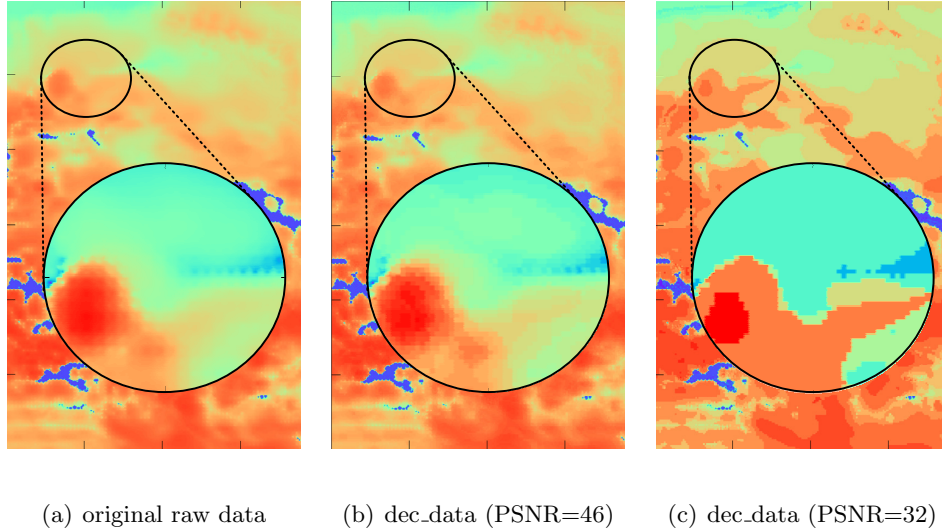 (a) original raw data
(b) dec_data (PSNR=46)
(c) dec_data (PSNR=32)